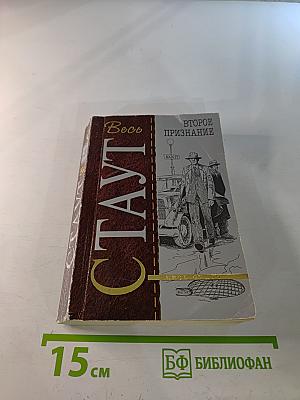 Весь
СТАУТ
ВТОРОЕ
ПРИЗНАНИЕ
15 см
БФ БИБЛИОФАН